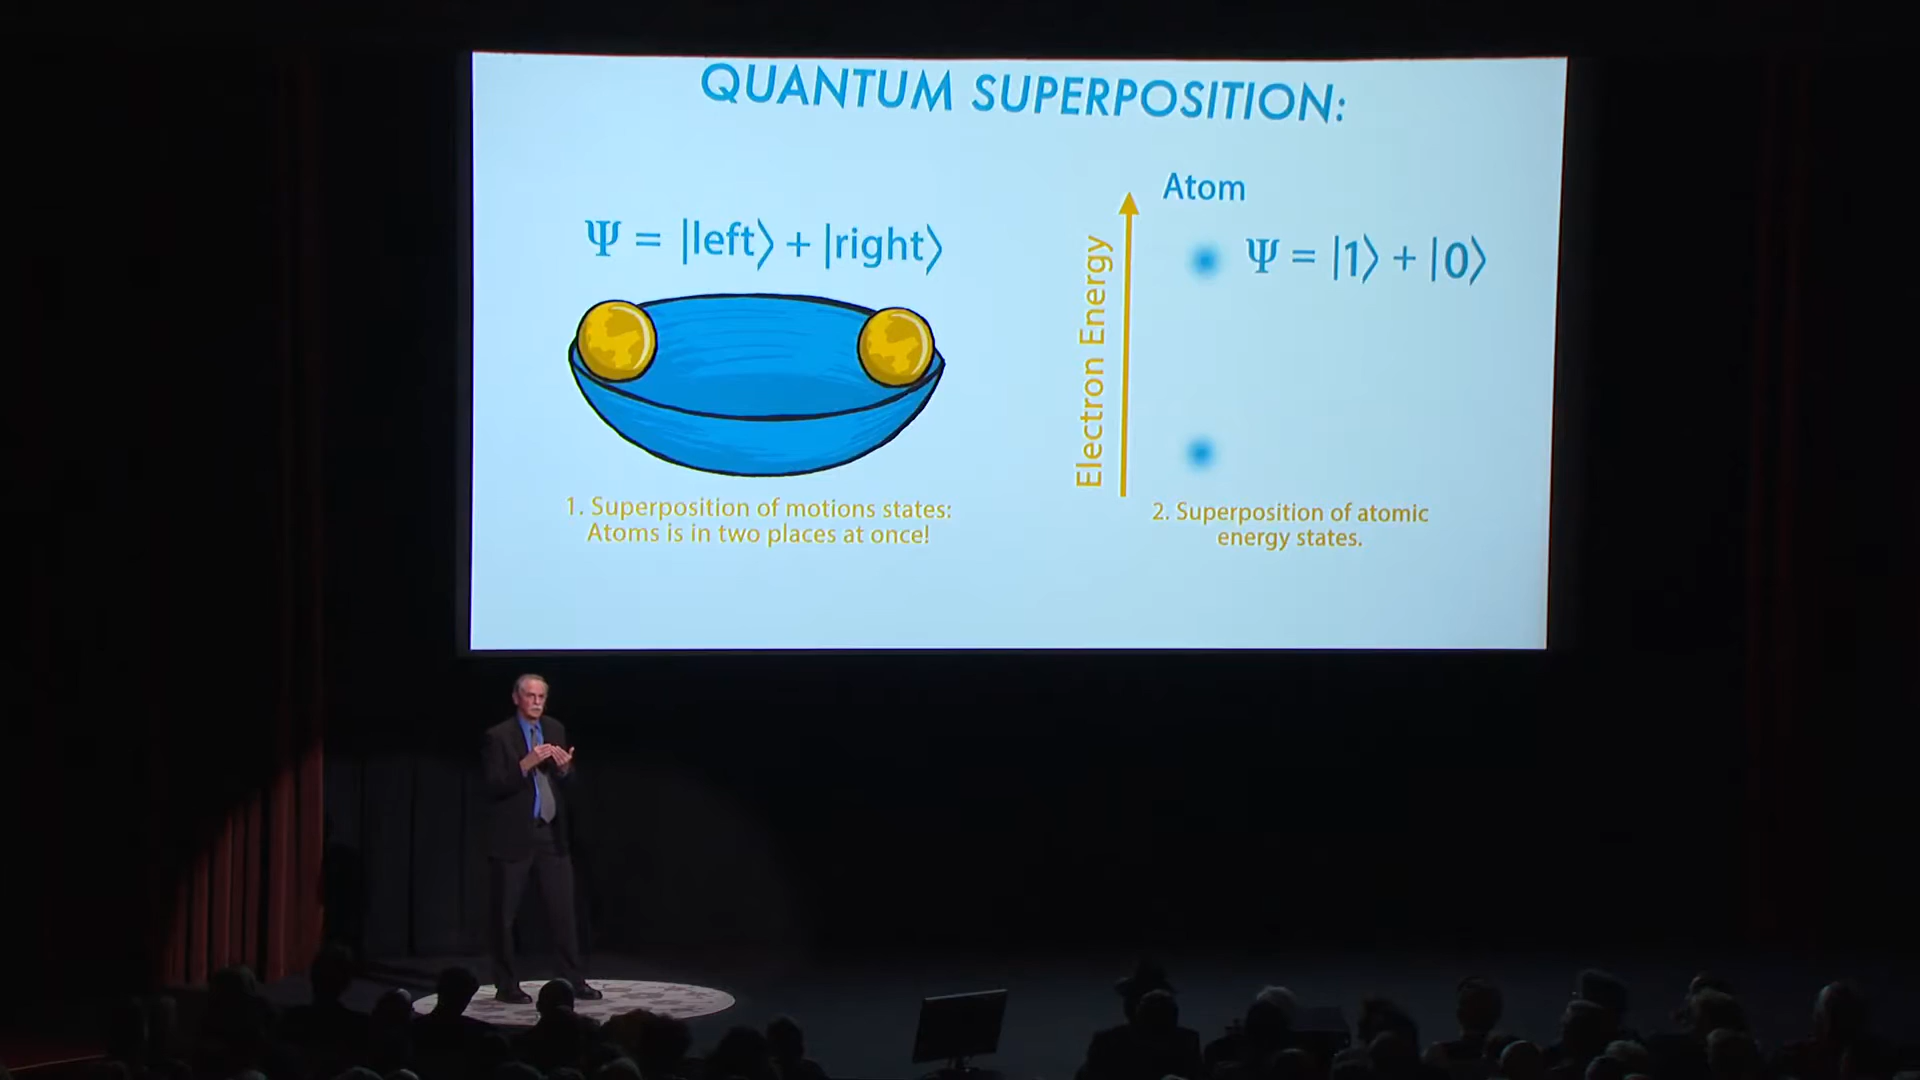 QUANTUM SUPERPOSITION:
Ψ = |left⟩ + |right⟩
1. Superposition of motions states:
Atoms is in two places at once!
Atom
Ψ = |1⟩ + |0⟩
Electron Energy
2. Superposition of atomic
energy states.